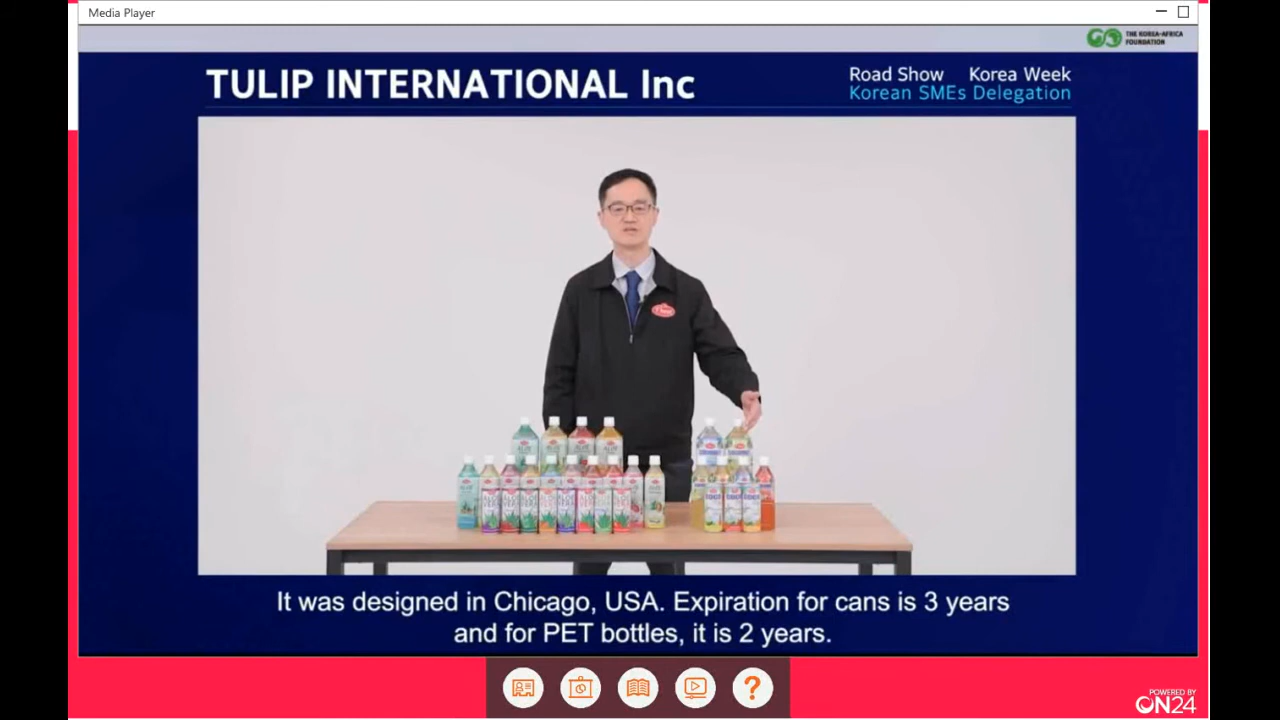 Media Player
THE KOREA-AFRICA
FOUNDATION
TULIP INTERNATIONAL Inc
Road Show Korea Week
Korean SMEs Delegation
It was designed in Chicago, USA. Expiration for cans is 3 years
and for PET bottles, it is 2 years.
?
POWERED BY
ON24